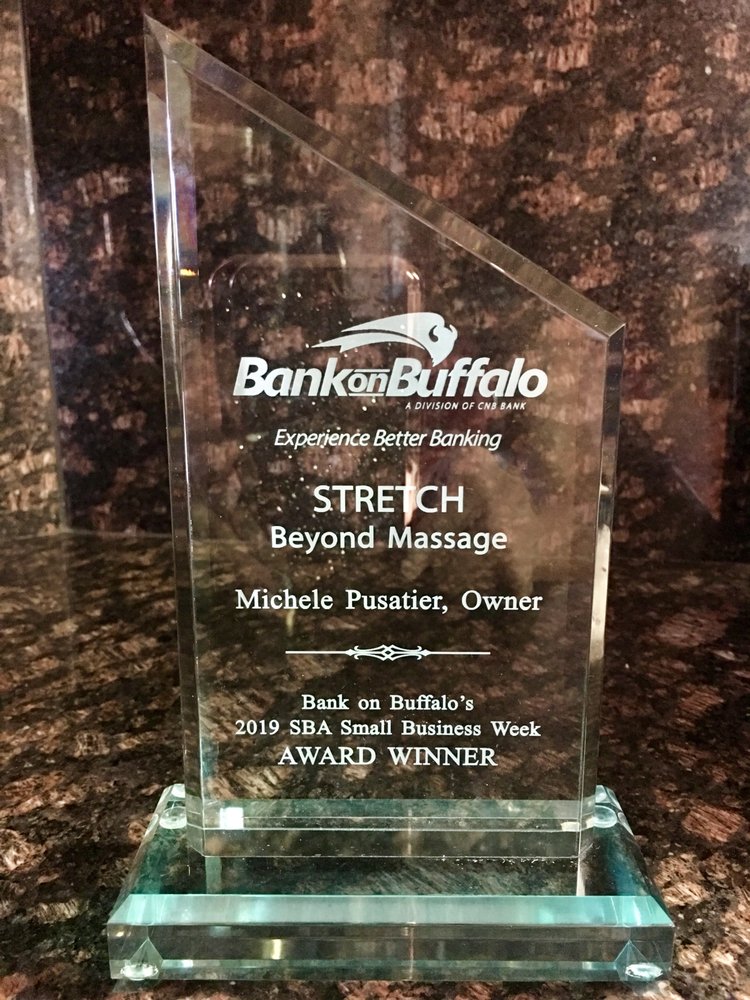 BankonBuffalo
A DIVISION OF CNB BANK
Experience Better Banking
STRETCH
Beyond Massage
Michele Pusatier, Owner
Bank on Buffalo's
2019 SBA Small Business Week
AWARD WINNER